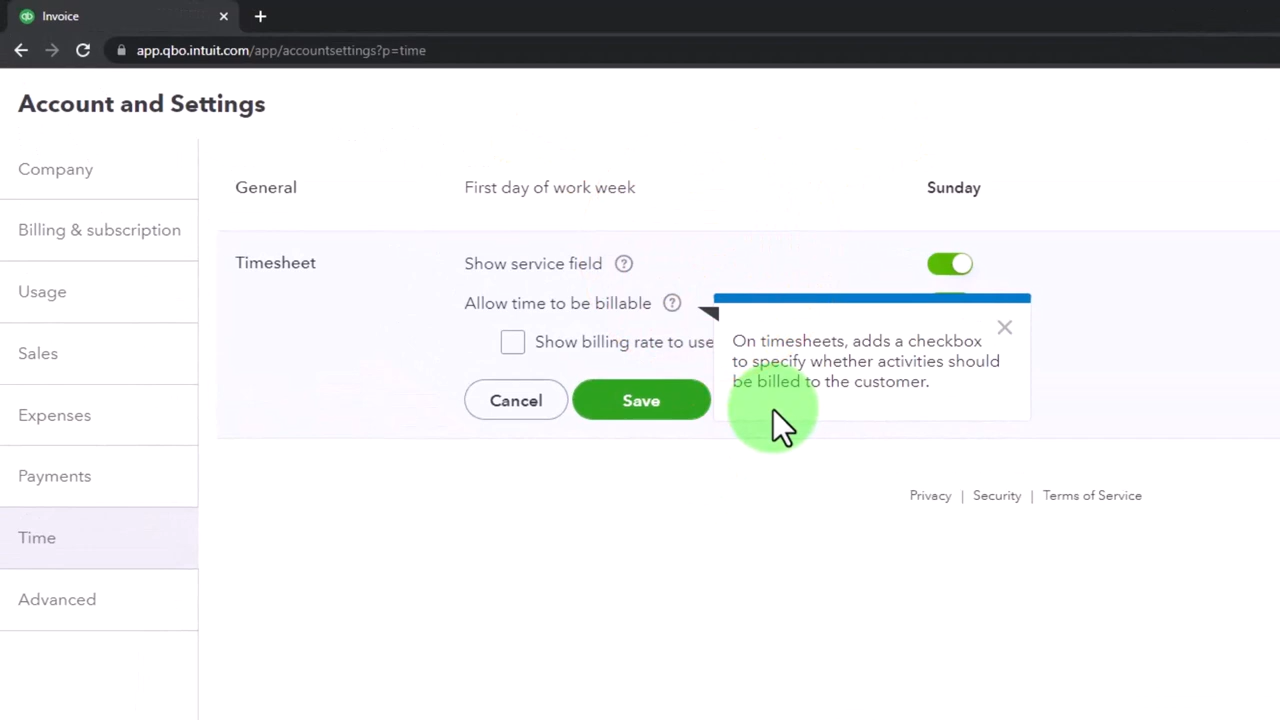 Invoice
app.qbo.intuit.com/app/accountsettings?p=time
Account and Settings
Company
Billing & subscription
Usage
Sales
Expenses
Payments
Time
Advanced
General
First day of work week
Sunday
Timesheet
Show service field
Allow time to be billable
Show billing rate to use
On timesheets, adds a checkbox
to specify whether activities should
be billed to the customer.
Cancel
Save
Privacy | Security | Terms of Service